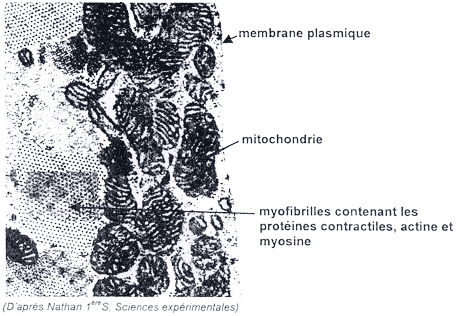 membrane plasmique
mitochondrie
myofibrilles contenant les
protéines contractiles, actine et
myosine
(D'après Nathan 1ère S, Sciences expérimentales)